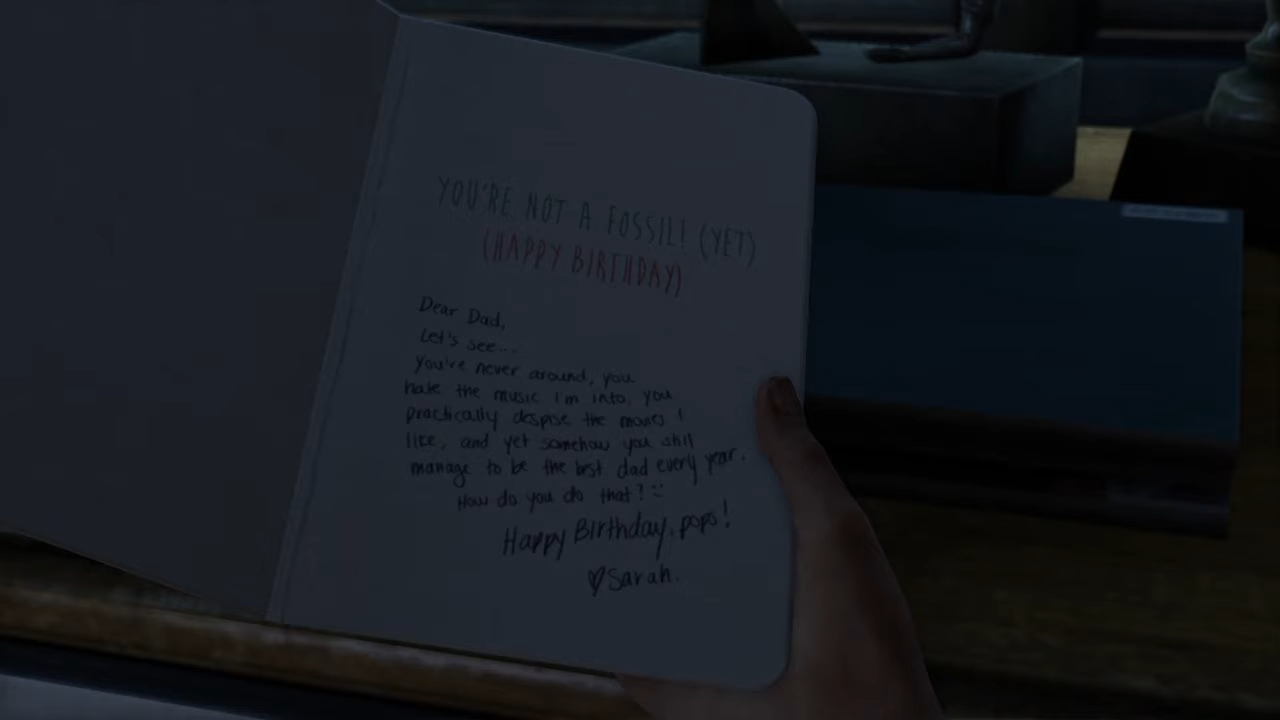 YOU'RE NOT A FOSSIL! (YET)
(HAPPY BIRTHDAY)
Dear Dad,
Let's see...
You're never around, you
hate the music I'm into, you
practically despise the movies I
like, and yet somehow you still
manage to be the best dad every year.
How do you do that? :)
Happy Birthday, pops!
♥ Sarah.